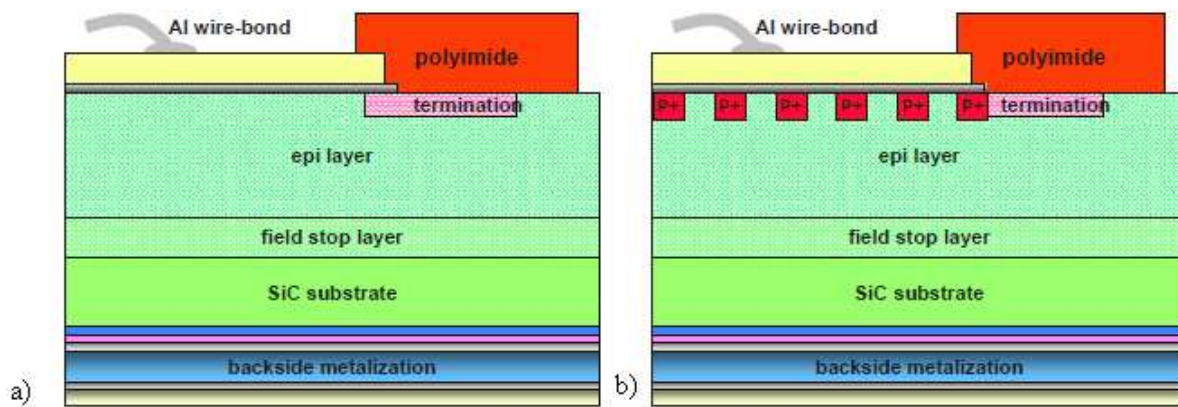 Al wire-bond
polyimide
termination
epi layer
field stop layer
SiC substrate
backside metalization
a)
Al wire-bond
polyimide
P+ P+ P+ P+ P+ P+ termination
epi layer
field stop layer
SiC substrate
backside metalization
b)